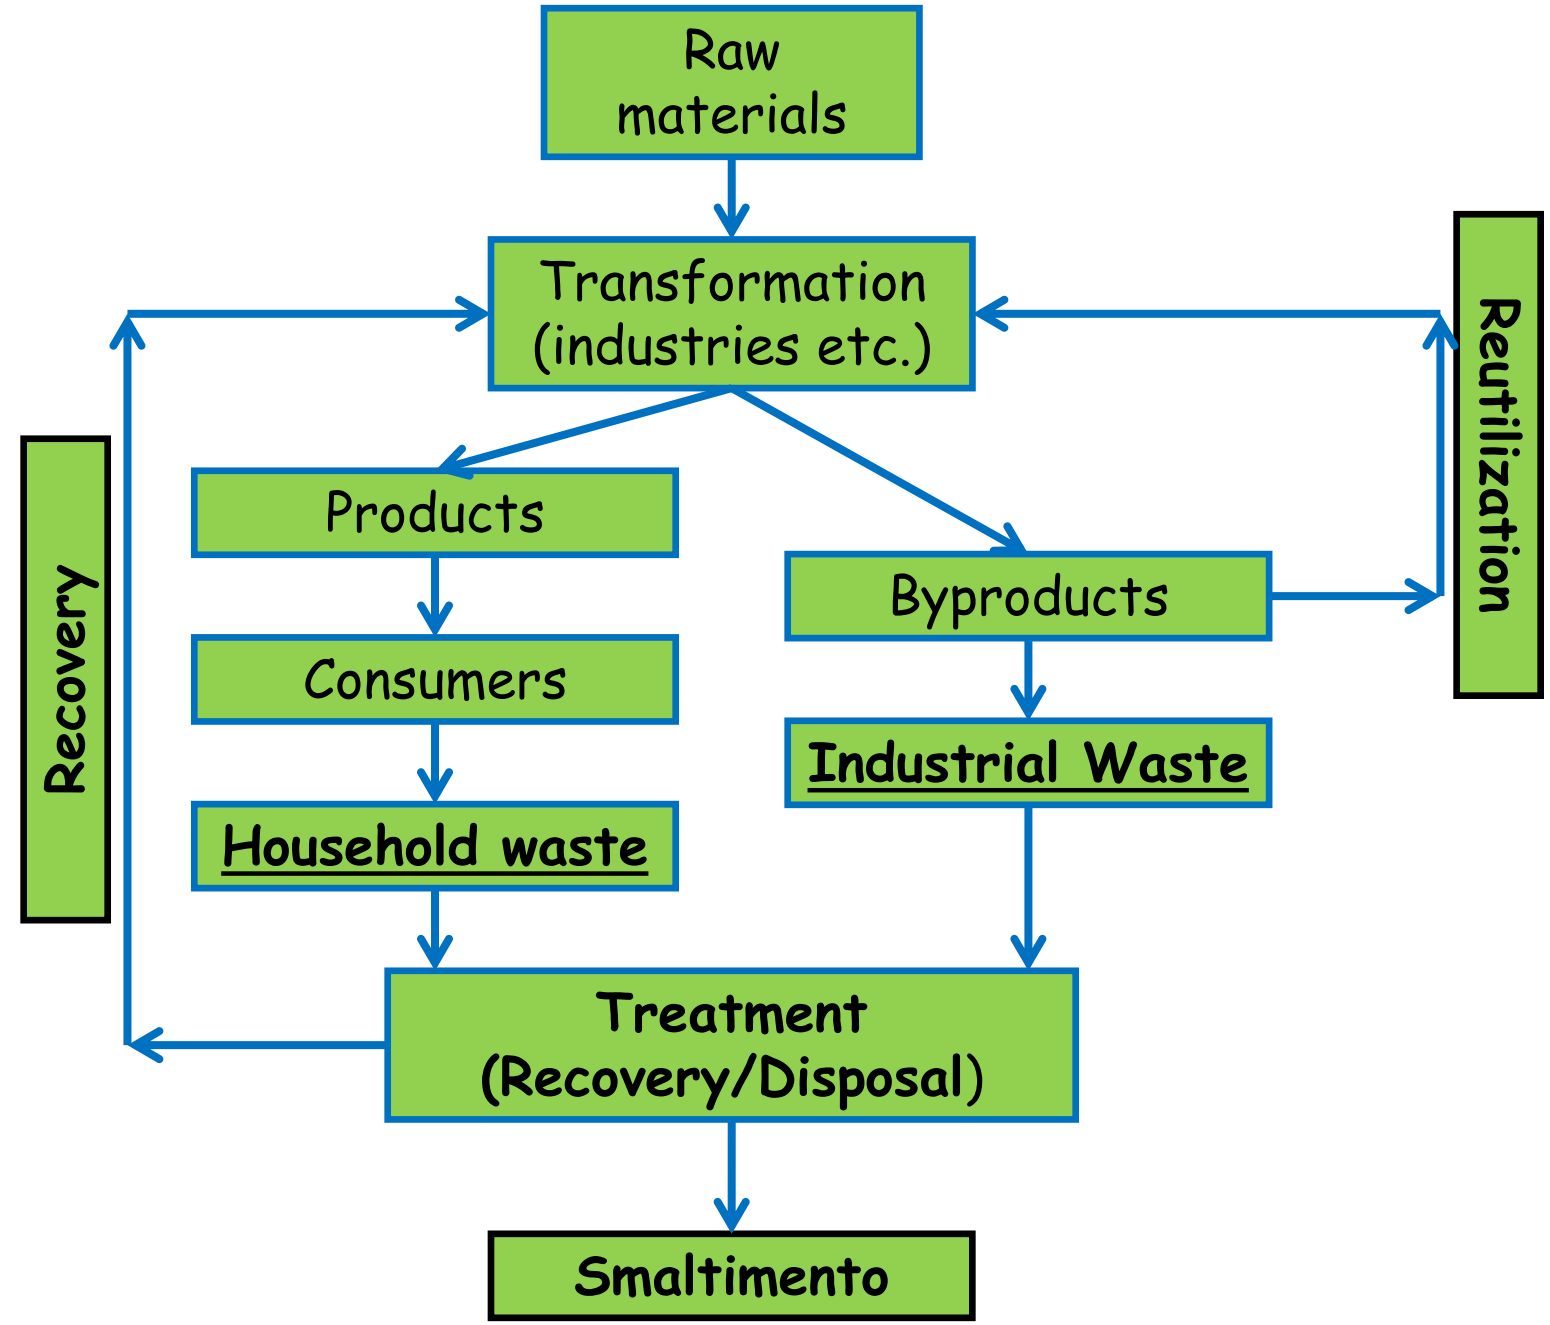 Raw
materials
Transformation
(industries etc.)
Reutilization
Recovery
Products
Byproducts
Consumers
Industrial Waste
Household waste
Treatment
(Recovery/Disposal)
Smaltimento